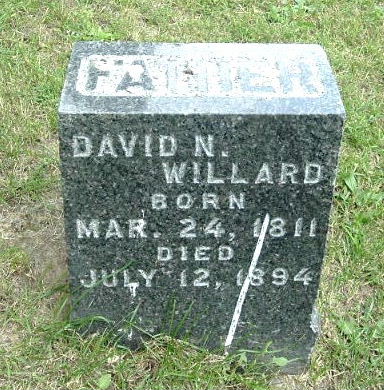 FATHER
DAVID N.
WILLARD
BORN
MAR. 24, 1811
DIED
JULY 12, 1894